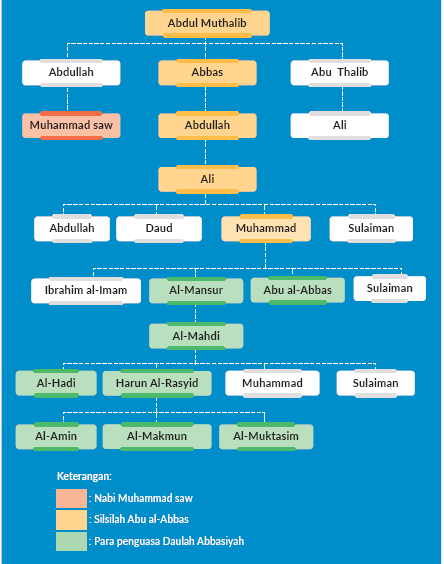 Abdul Muthalib
Abdullah
Abbas
Abu Thalib
Muhammad saw
Abdullah
Ali
Ali
Abdullah
Daud
Muhammad
Sulaiman
Ibrahim al-Imam
Al-Mansur
Abu al-Abbas
Sulaiman
Al-Mahdi
Al-Hadi
Harun Al-Rasyid
Muhammad
Sulaiman
Al-Amin
Al-Makmun
Al-Muktasim
Keterangan:
: Nabi Muhammad saw
: Silsilah Abu al-Abbas
: Para penguasa Daulah Abbasiyah